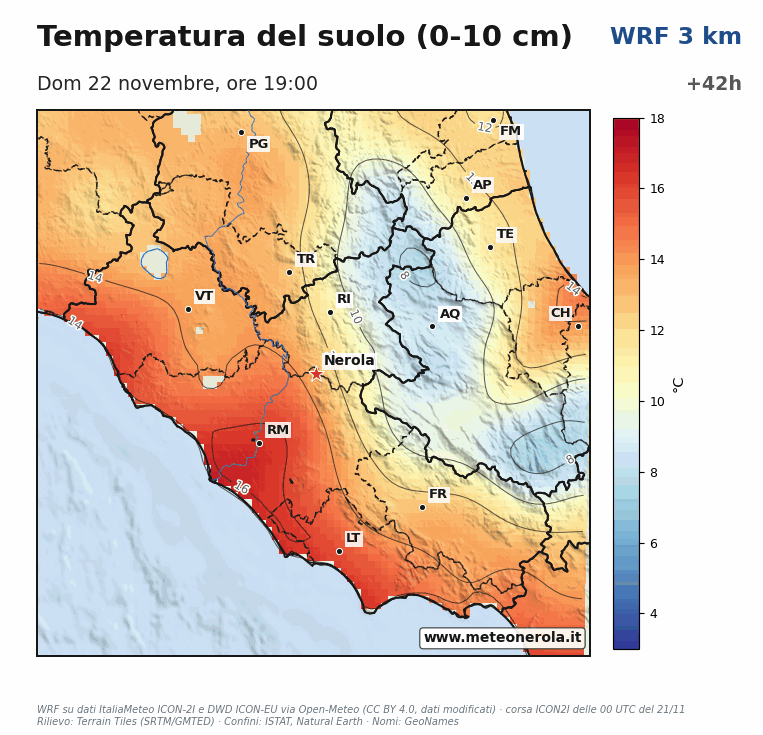 Temperatura del suolo (0-10 cm)
WRF 3 km
Dom 22 novembre, ore 19:00
+42h
12
FM
PG
AP
TE
TR
8
14
14
VT
RI
10
AQ
CH
14
Nerola
RM
8
16
FR
LT
www.meteonerola.it
18
16
14
12
10
8
6
4
°C
WRF su dati ItaliaMeteo ICON-2I e DWD ICON-EU via Open-Meteo (CC BY 4.0, dati modificati) · corsa ICON2I delle 00 UTC del 21/11
Rilievo: Terrain Tiles (SRTM/GMTED) · Confini: ISTAT, Natural Earth · Nomi: GeoNames